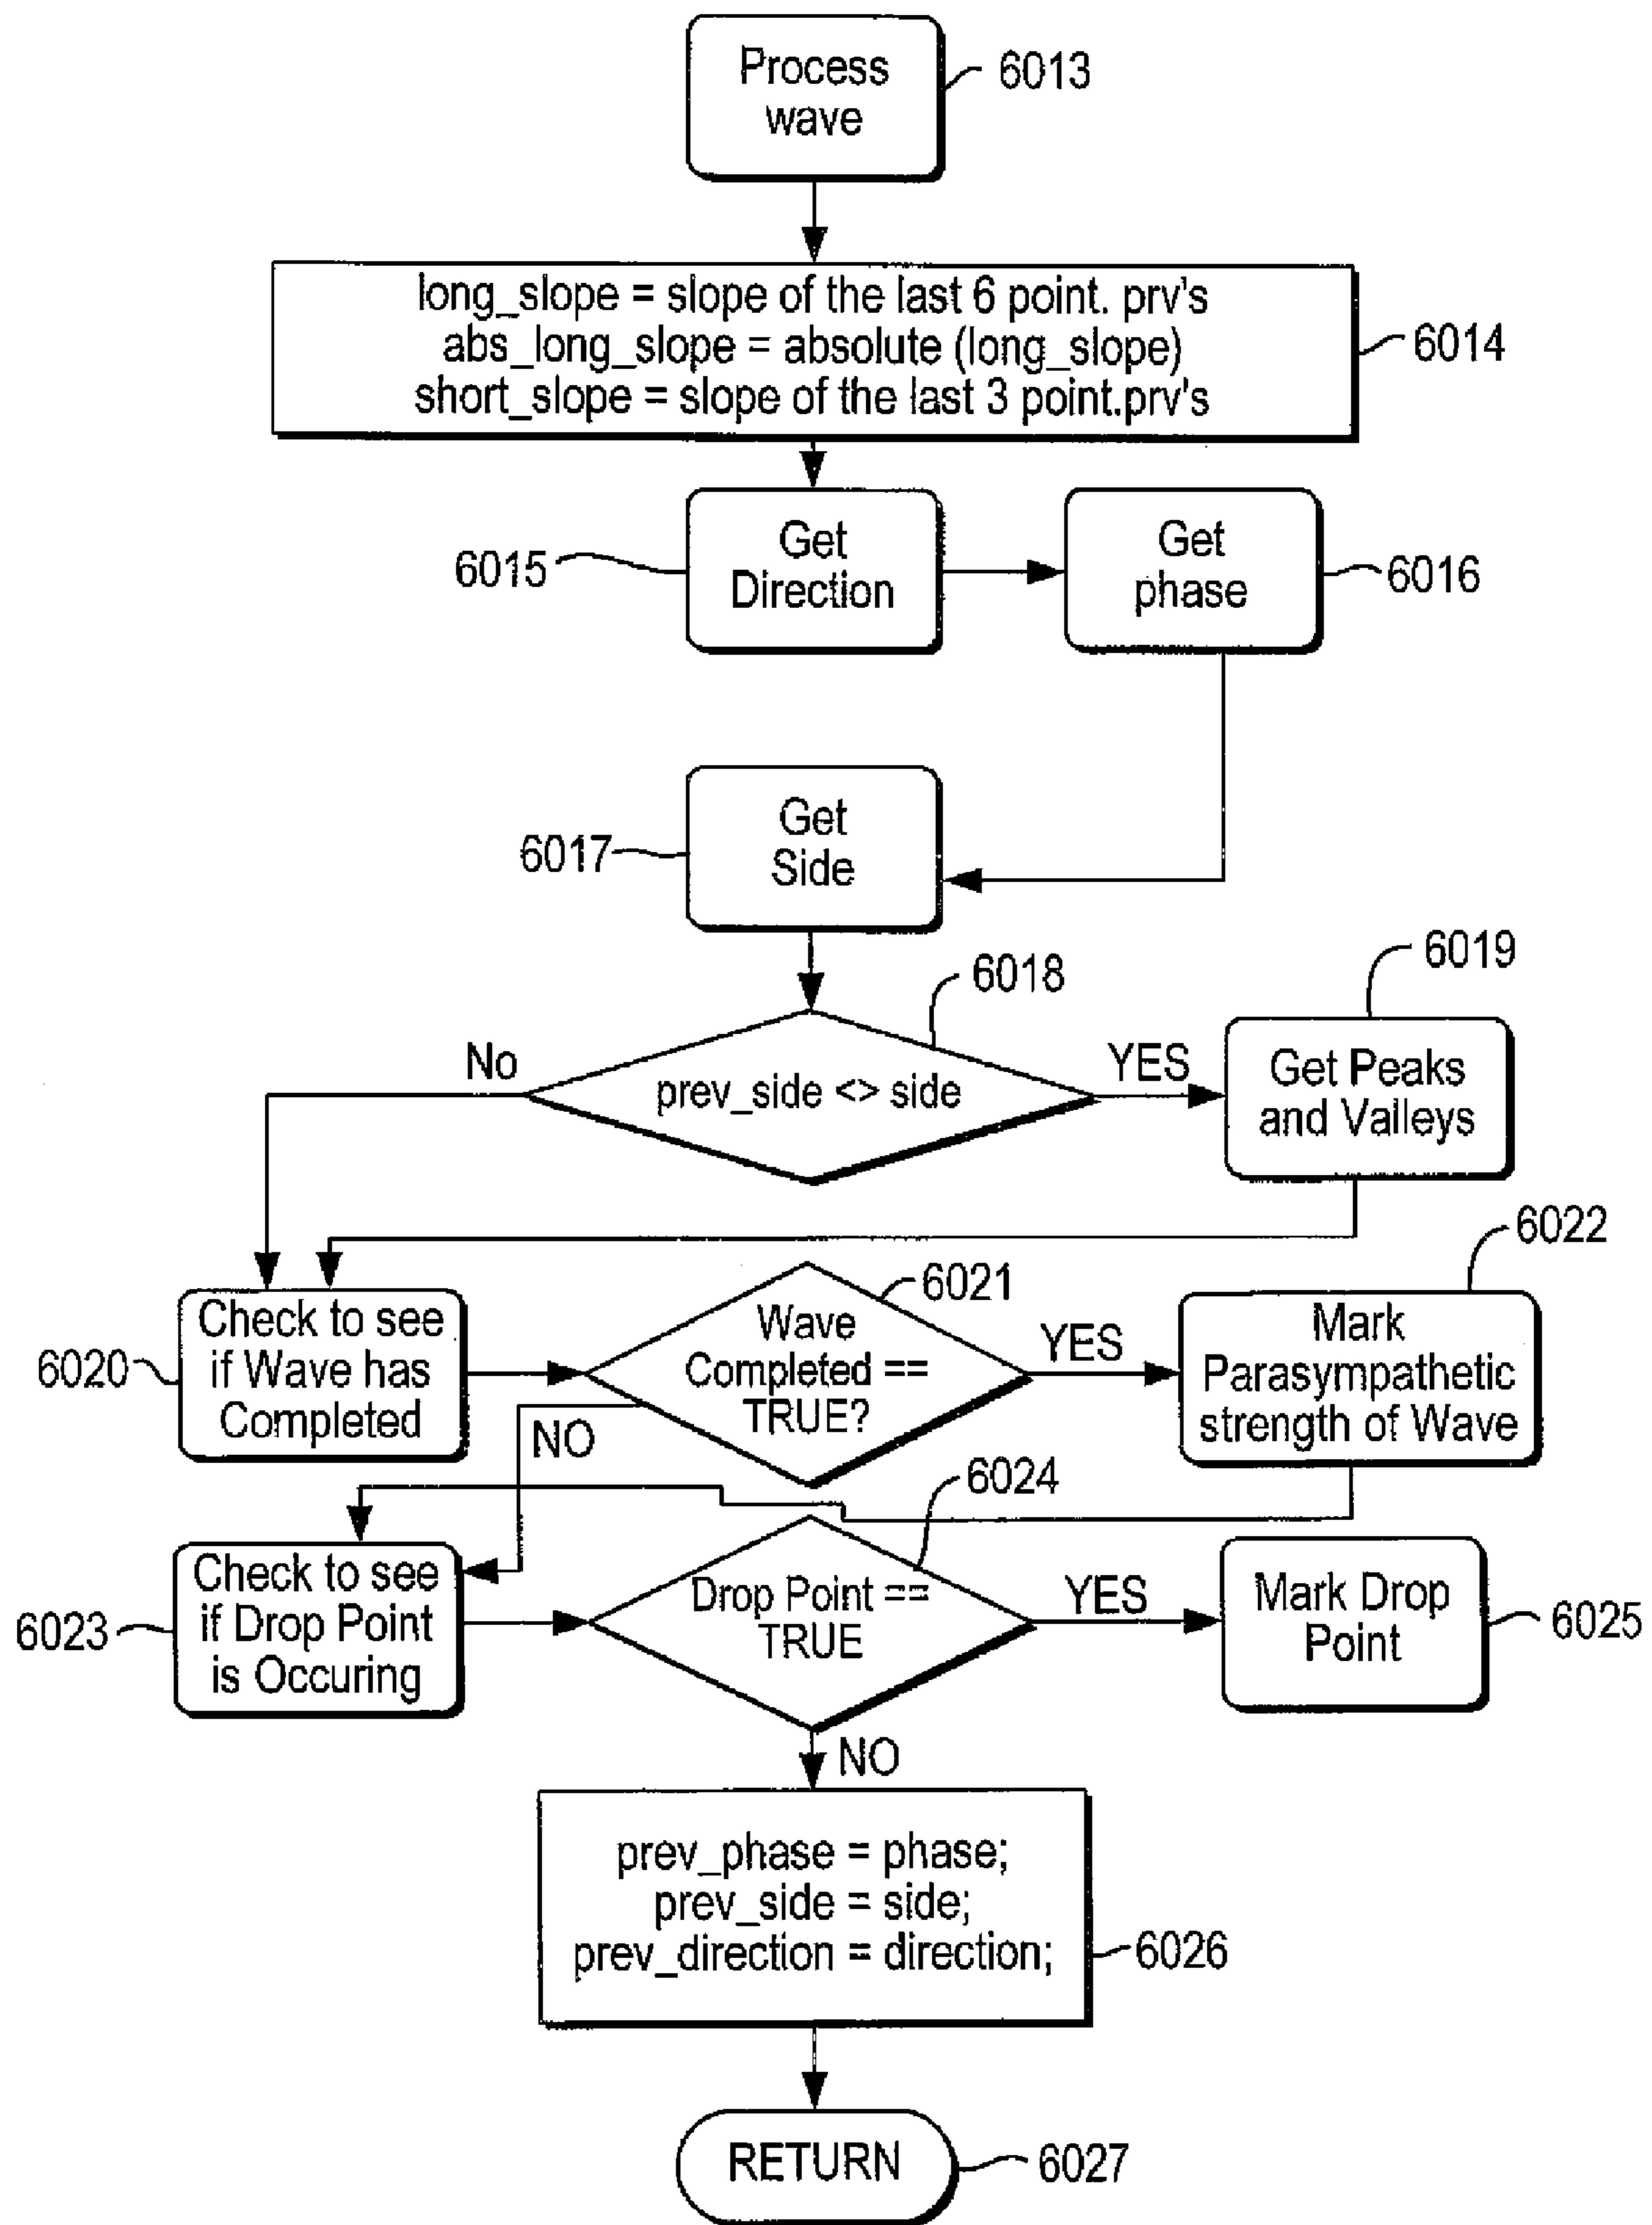 Process
wave
6013
long_slope = slope of the last 6 point. prv's
abs_long_slope = absolute (long_slope)
short_slope = slope of the last 3 point.prv's
6014
Get
Direction
6015
Get
phase
6016
Get
Side
6017
6018
prev_side <> side
No
YES
6019
Get Peaks
and Valleys
Check to see
if Wave has
Completed
6020
6021
Wave
Completed ==
TRUE?
YES
NO
6022
Mark
Parasympathetic
strength of Wave
Check to see
if Drop Point
is Occuring
6023
6024
Drop Point ==
TRUE
YES
NO
Mark Drop
Point
6025
prev_phase = phase;
prev_side = side;
prev_direction = direction;
6026
RETURN
6027